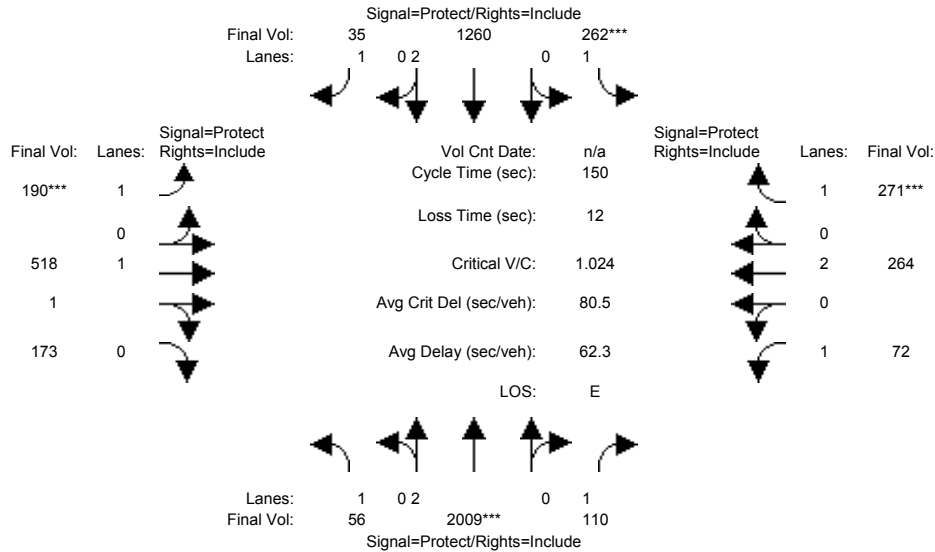 Signal=Protect/Rights=Include
Final Vol: 35 1260 262***
Lanes: 1 0 2 0 1
Signal=Protect Signal=Protect
Final Vol: Lanes: Rights=Include Vol Cnt Date: n/a Rights=Include Lanes: Final Vol:
Cycle Time (sec): 150
190*** 1 1 271***
Loss Time (sec): 12
0 0
518 1 Critical V/C: 1.024 2 264
1 Avg Crit Del (sec/veh): 80.5 0
173 0 Avg Delay (sec/veh): 62.3 1 72
LOS: E
Lanes: 1 0 2 0 1
Final Vol: 56 2009*** 110
Signal=Protect/Rights=Include